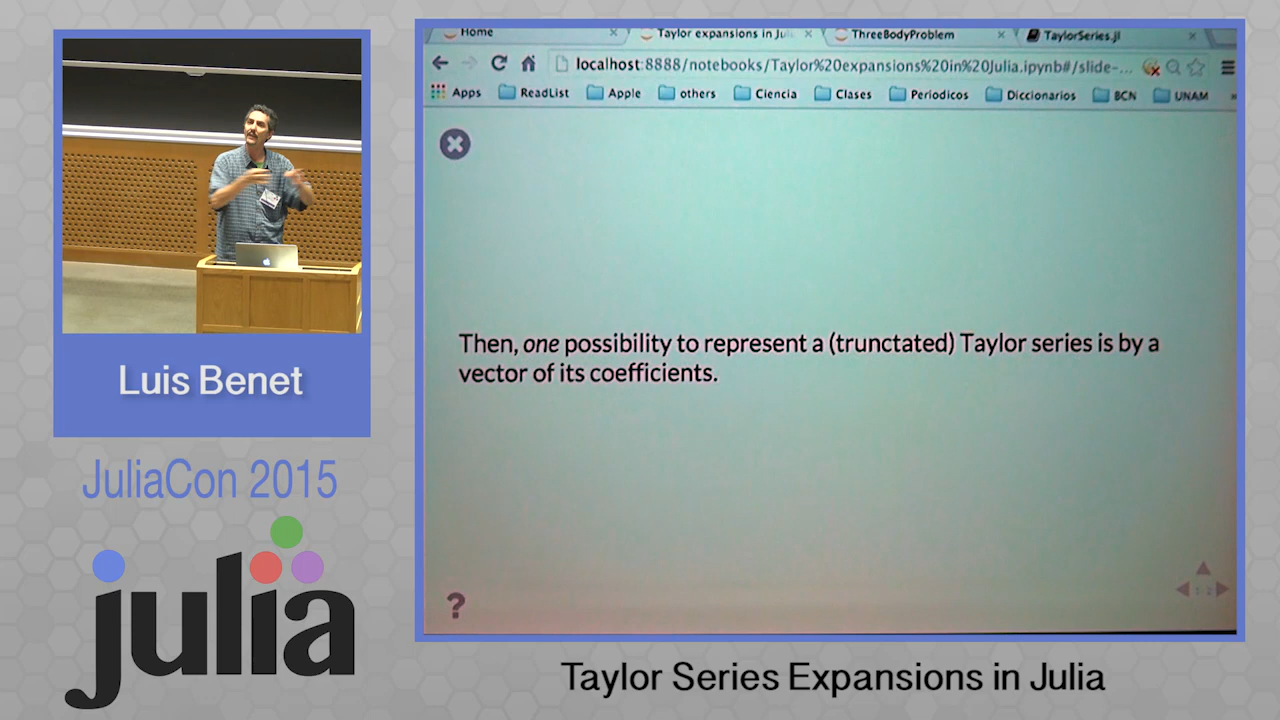 Home
Taylor expansions in Ju
ThreeBodyProblem
TaylorSeries.jl
localhost:8888/notebooks/Taylor%20expansions%20in%20Julia.ipynb#/slide-...
Apps
ReadList
Apple
others
Ciencia
Clases
Periodicos
Diccionarios
BCN
UNAM
»
Then, one possibility to represent a (trunctated) Taylor series is by a
vector of its coefficients.
?
Luis Benet
JuliaCon 2015
julia
Taylor Series Expansions in Julia